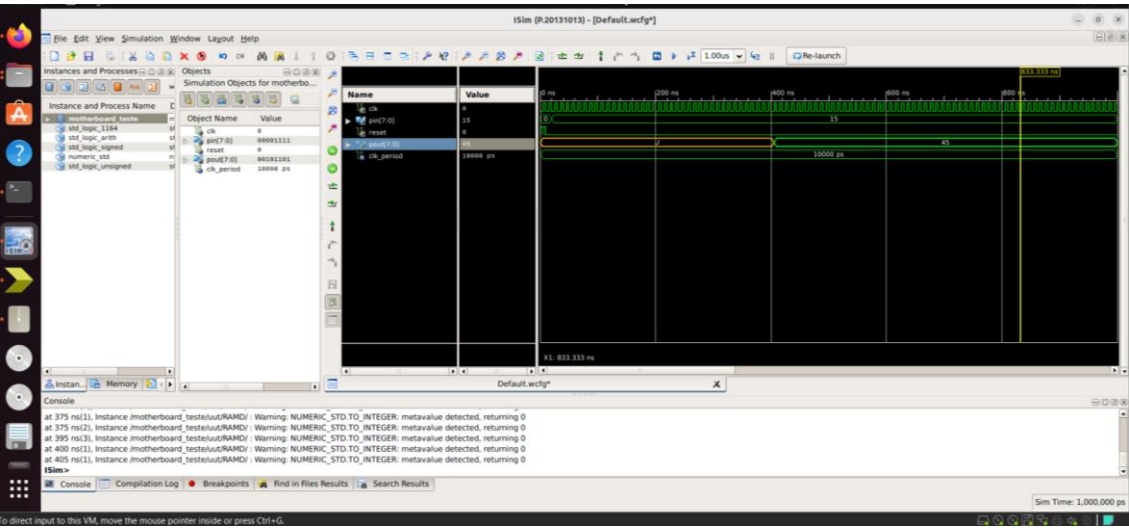 ISim (P.20131013) - [Default.wcfg*]
File Edit View Simulation Window Layout Help
1.00us
Re-launch
Instances and Processes
Instance and Process Name
motherboard_teste
std_logic_1164
std_logic_arith
std_logic_signed
numeric_std
std_logic_unsigned
Instan...
Memory
Objects
Simulation Objects for motherbo...
Object Name Value
clk 0
pin[7:0] 00001111
reset 0
pout[7:0] 00101101
clk_period 10000 ps
Name Value
clk 0
pin[7:0] 15
reset 0
pout[7:0] 45
clk_period 10000 ps
833.333 ns
0 ns 200 ns 400 ns 600 ns 800 ns
0 15
U 45
10000 ps
X1: 833.333 ns
Default.wcfg*
Console
at 375 ns(1), Instance /motherboard_teste/uut/RAMD/ : Warning: NUMERIC_STD.TO_INTEGER: metavalue detected, returning 0
at 375 ns(2), Instance /motherboard_teste/uut/RAMD/ : Warning: NUMERIC_STD.TO_INTEGER: metavalue detected, returning 0
at 395 ns(3), Instance /motherboard_teste/uut/RAMD/ : Warning: NUMERIC_STD.TO_INTEGER: metavalue detected, returning 0
at 400 ns(1), Instance /motherboard_teste/uut/RAMD/ : Warning: NUMERIC_STD.TO_INTEGER: metavalue detected, returning 0
at 405 ns(1), Instance /motherboard_teste/uut/RAMD/ : Warning: NUMERIC_STD.TO_INTEGER: metavalue detected, returning 0
ISim>
Console Compilation Log Breakpoints Find in Files Results Search Results
Sim Time: 1,000,000 ps
To direct input to this VM, move the mouse pointer inside or press Ctrl+G.